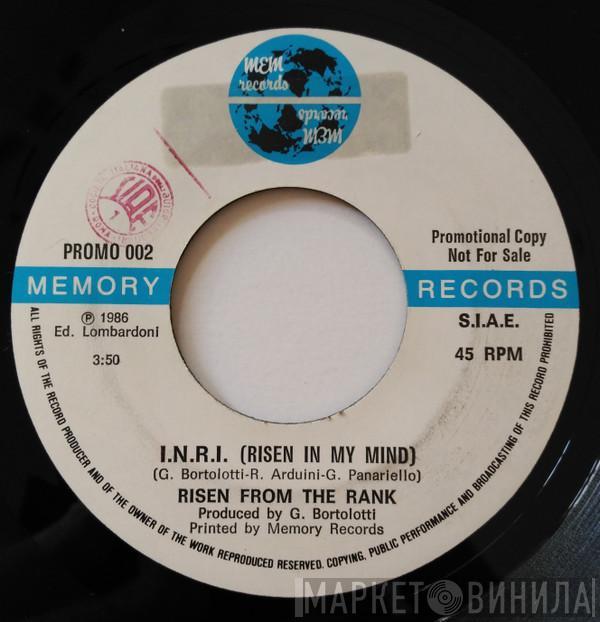 MEM
records
MEM
records
PROMO 002
Promotional Copy
Not For Sale
MEMORY RECORDS
℗ 1986
Ed. Lombardoni
3:50
S.I.A.E.
45 RPM
I.N.R.I. (RISEN IN MY MIND)
(G. Bortolotti-R. Arduini-G. Panariello)
RISEN FROM THE RANK
Produced by G. Bortolotti
Printed by Memory Records
ALL RIGHTS OF THE RECORD PRODUCER AND OF THE OWNER OF THE WORK REPRODUCED RESERVED. COPYING. PUBLIC PERFORMANCE AND BROADCASTING OF THIS RECORD PROHIBITED
МАРКЕТ ВИНИЛА